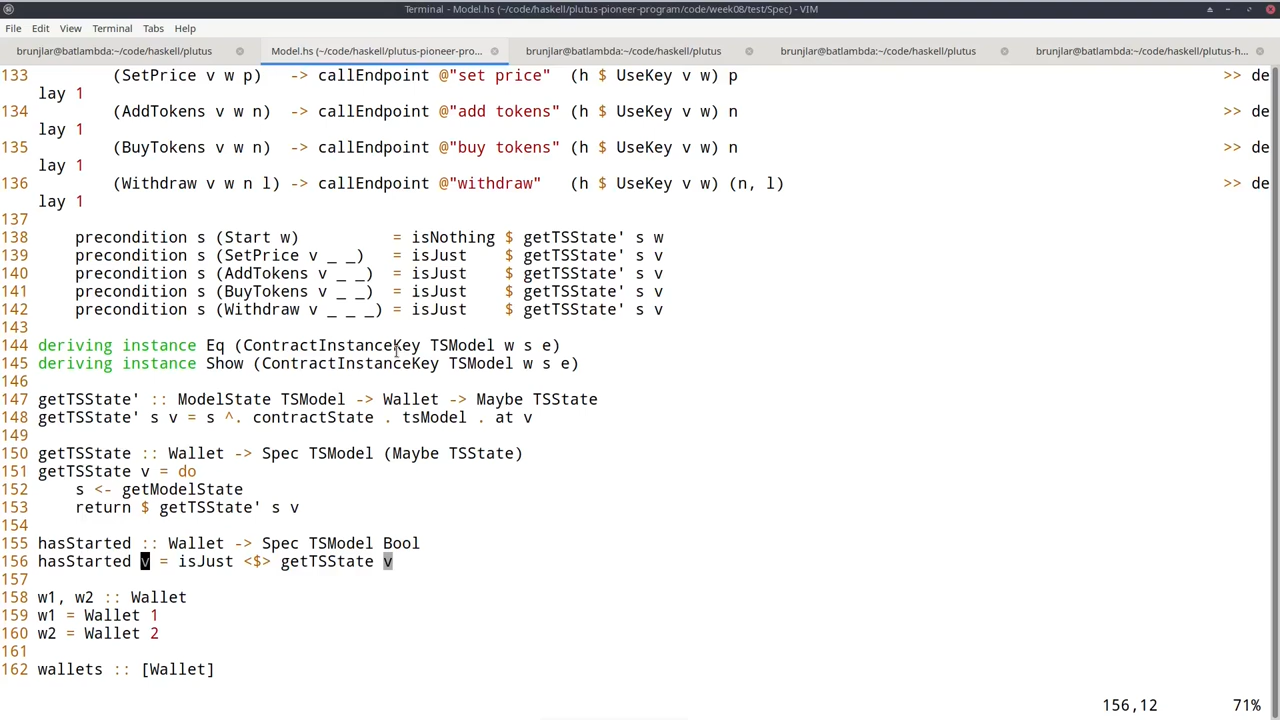 Terminal - Model.hs (~/code/haskell/plutus-pioneer-program/code/week08/test/Spec) - VIM
File Edit View Terminal Tabs Help
brunjlar@batlambda:~/code/haskell/plutus Model.hs (~/code/haskell/plutus-pioneer-pro... brunjlar@batlambda:~/code/haskell/plutus brunjlar@batlambda:~/code/haskell/plutus brunjlar@batlambda:~/code/haskell/plutus-h...
133         (SetPrice v w p)   -> callEndpoint @"set price"  (h $ UseKey v w) p                                                    >> de
lay 1
134         (AddTokens v w n)  -> callEndpoint @"add tokens" (h $ UseKey v w) n                                                    >> de
lay 1
135         (BuyTokens v w n)  -> callEndpoint @"buy tokens" (h $ UseKey v w) n                                                    >> de
lay 1
136         (Withdraw v w n l) -> callEndpoint @"withdraw"   (h $ UseKey v w) (n, l)                                               >> de
lay 1
137
138     precondition s (Start w)          = isNothing $ getTSState' s w
139     precondition s (SetPrice v _ _)   = isJust    $ getTSState' s v
140     precondition s (AddTokens v _ _)  = isJust    $ getTSState' s v
141     precondition s (BuyTokens v _ _)  = isJust    $ getTSState' s v
142     precondition s (Withdraw v _ _ _) = isJust    $ getTSState' s v
143
144 deriving instance Eq (ContractInstanceKey TSModel w s e)
145 deriving instance Show (ContractInstanceKey TSModel w s e)
146
147 getTSState' :: ModelState TSModel -> Wallet -> Maybe TSState
148 getTSState' s v = s ^. contractState . tsModel . at v
149
150 getTSState :: Wallet -> Spec TSModel (Maybe TSState)
151 getTSState v = do
152     s <- getModelState
153     return $ getTSState' s v
154
155 hasStarted :: Wallet -> Spec TSModel Bool
156 hasStarted v = isJust <$> getTSState v
157
158 w1, w2 :: Wallet
159 w1 = Wallet 1
160 w2 = Wallet 2
161
162 wallets :: [Wallet]
156,12 71%